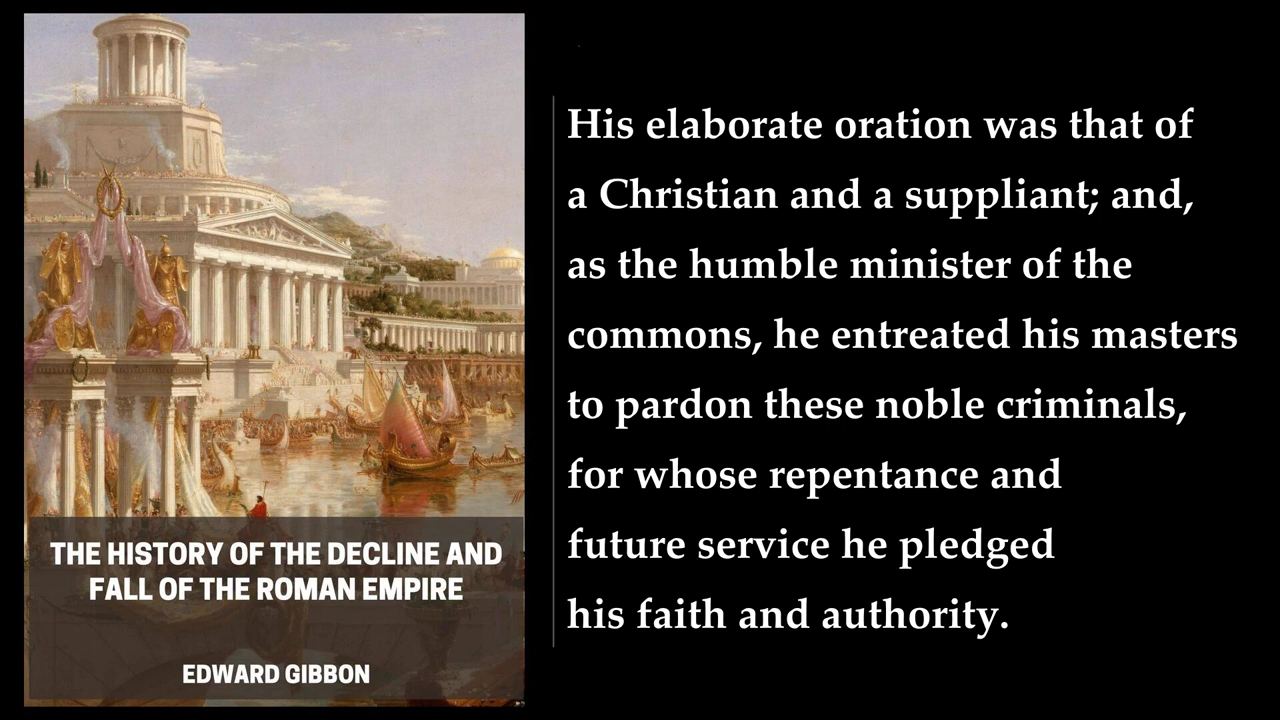 THE HISTORY OF THE DECLINE AND
FALL OF THE ROMAN EMPIRE
EDWARD GIBBON
His elaborate oration was that of
a Christian and a suppliant; and,
as the humble minister of the
commons, he entreated his masters
to pardon these noble criminals,
for whose repentance and
future service he pledged
his faith and authority.